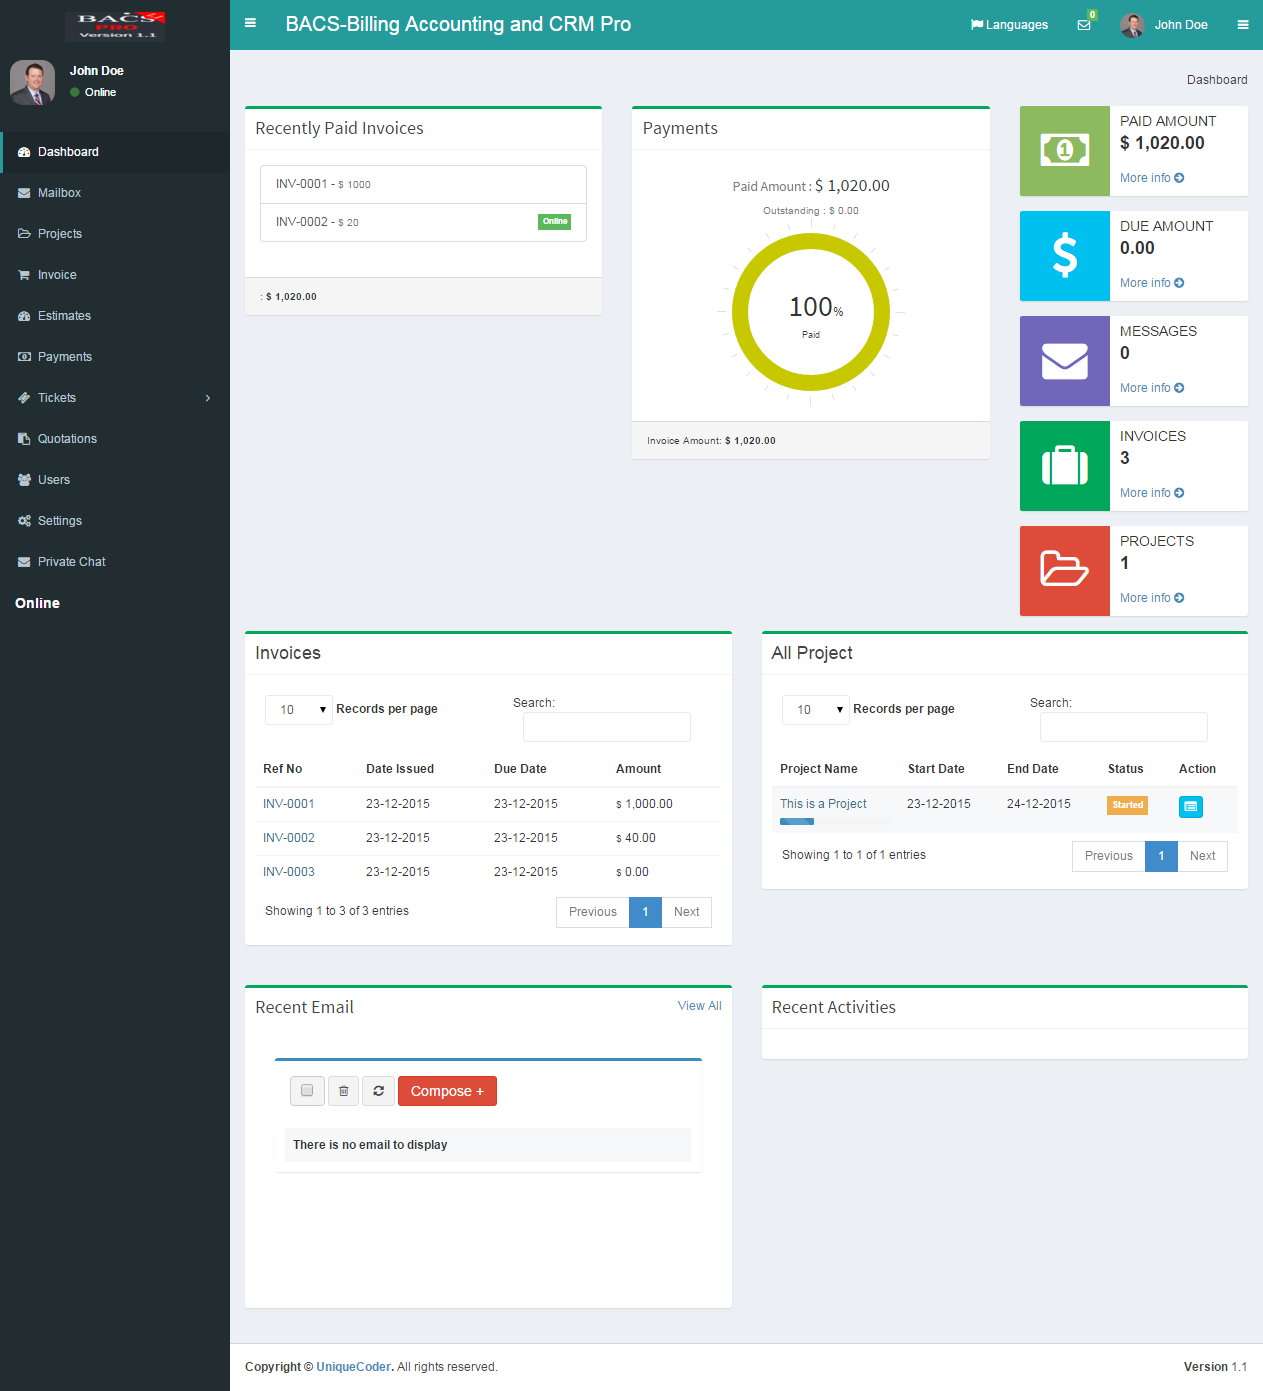 BACS
PRO
Version 1.1
BACS-Billing Accounting and CRM Pro
Languages
0
John Doe
John Doe
Online
Dashboard
Mailbox
Projects
Invoice
Estimates
Payments
Tickets
Quotations
Users
Settings
Private Chat
Online
Dashboard
Recently Paid Invoices
INV-0001 - $ 1000
INV-0002 - $ 20
Online
: $ 1,020.00
Payments
Paid Amount : $ 1,020.00
Outstanding : $ 0.00
100%
Paid
Invoice Amount: $ 1,020.00
1
PAID AMOUNT
$ 1,020.00
More info
$
DUE AMOUNT
0.00
More info
MESSAGES
0
More info
INVOICES
3
More info
PROJECTS
1
More info
Invoices
10 Records per page
Search:
Ref No Date Issued Due Date Amount
INV-0001 23-12-2015 23-12-2015 $ 1,000.00
INV-0002 23-12-2015 23-12-2015 $ 40.00
INV-0003 23-12-2015 23-12-2015 $ 0.00
Showing 1 to 3 of 3 entries
Previous 1 Next
All Project
10 Records per page
Search:
Project Name Start Date End Date Status Action
This is a Project 23-12-2015 24-12-2015 Started
Showing 1 to 1 of 1 entries
Previous 1 Next
Recent Email
View All
Compose +
There is no email to display
Recent Activities
Copyright © UniqueCoder. All rights reserved.
Version 1.1